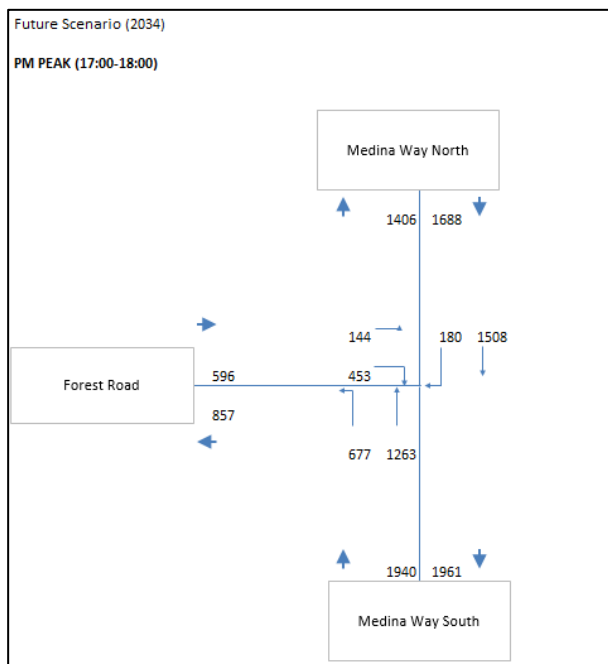 Future Scenario (2034)
PM PEAK (17:00-18:00)
Medina Way North
1406 1688
144 180 1508
Forest Road 596 453
857
677 1263
1940 1961
Medina Way South